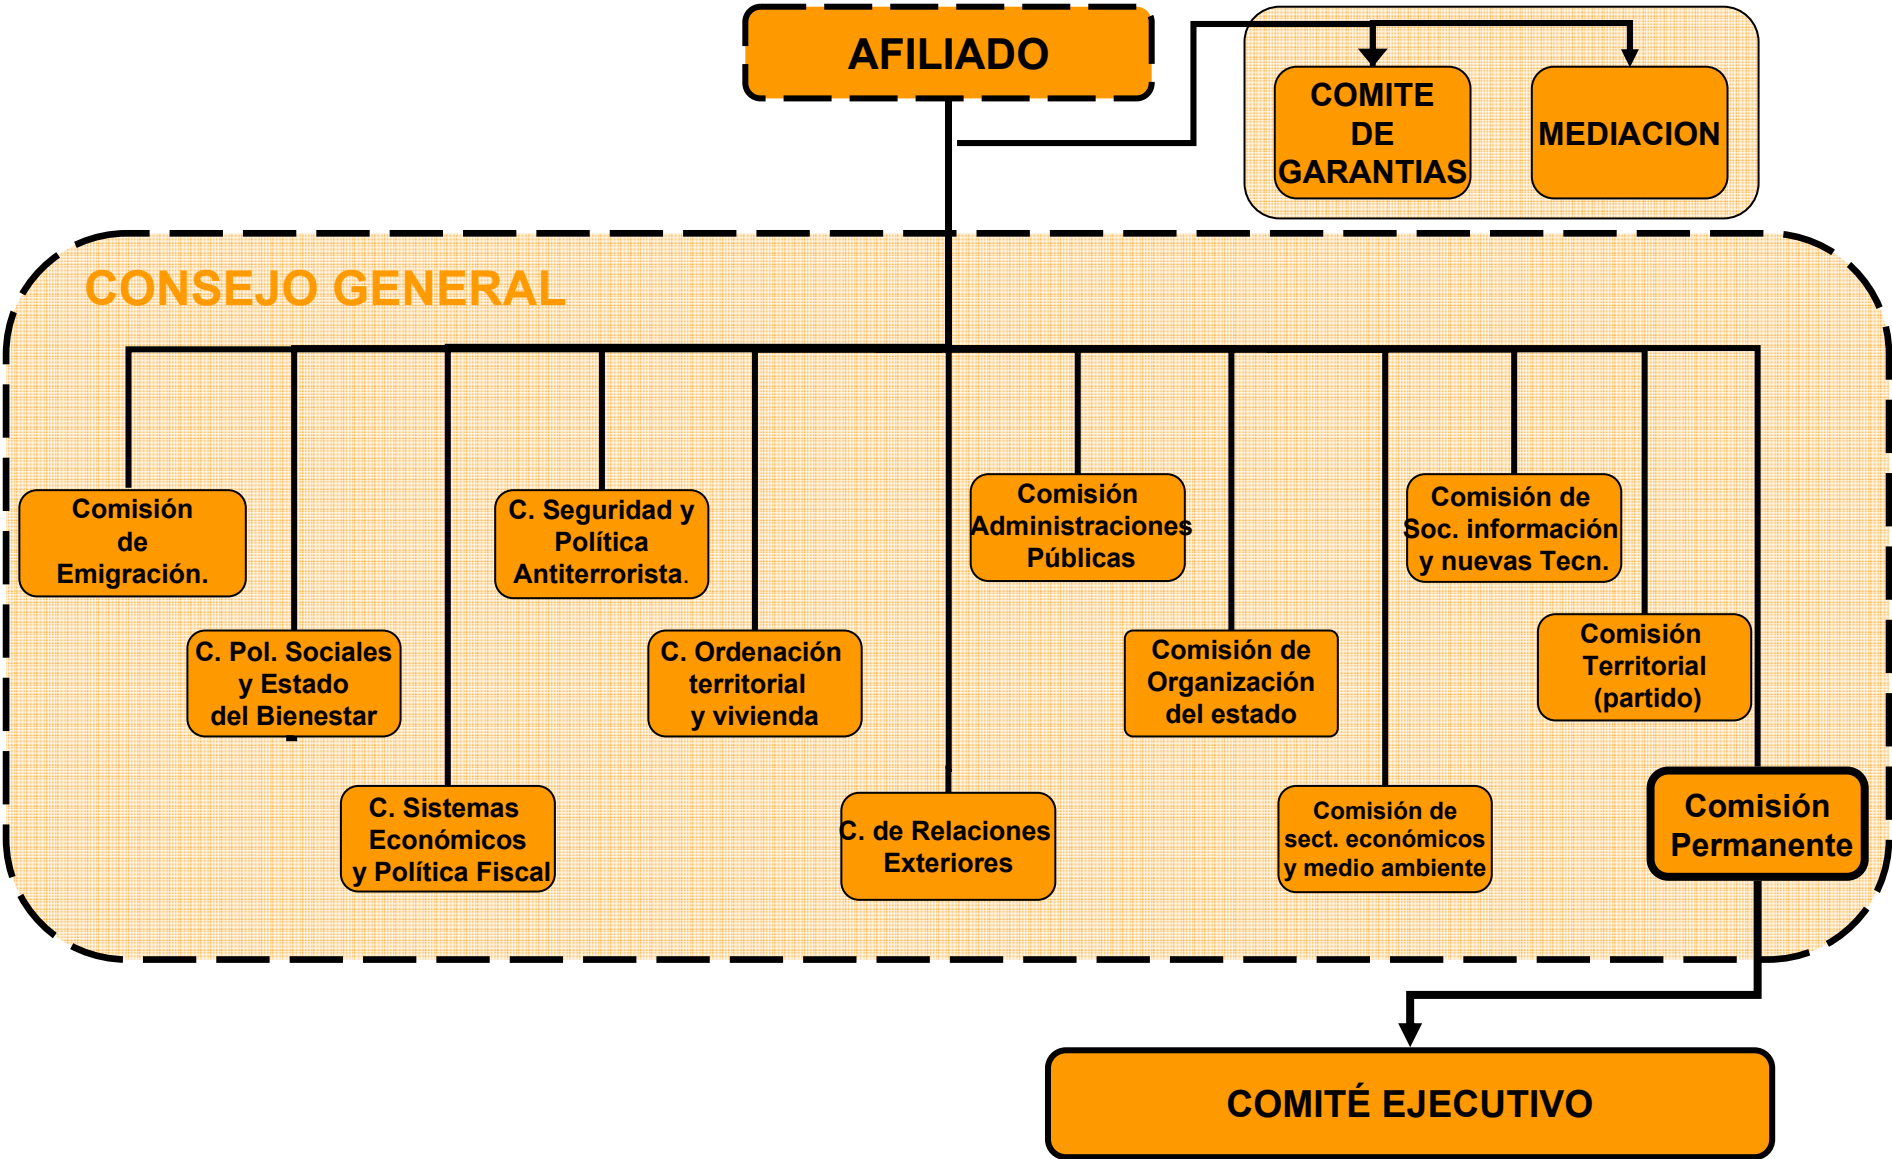 AFILIADO
COMITE
DE
GARANTIAS
MEDIACION
CONSEJO GENERAL
Comisión
de
Emigración.
C. Seguridad y
Política
Antiterrorista.
Comisión
Administraciones
Públicas
Comisión de
Soc. información
y nuevas Tecn.
C. Pol. Sociales
y Estado
del Bienestar
C. Ordenación
territorial
y vivienda
Comisión de
Organización
del estado
Comisión
Territorial
(partido)
C. Sistemas
Económicos
y Política Fiscal
C. de Relaciones
Exteriores
Comisión de
sect. económicos
y medio ambiente
Comisión
Permanente
COMITÉ EJECUTIVO